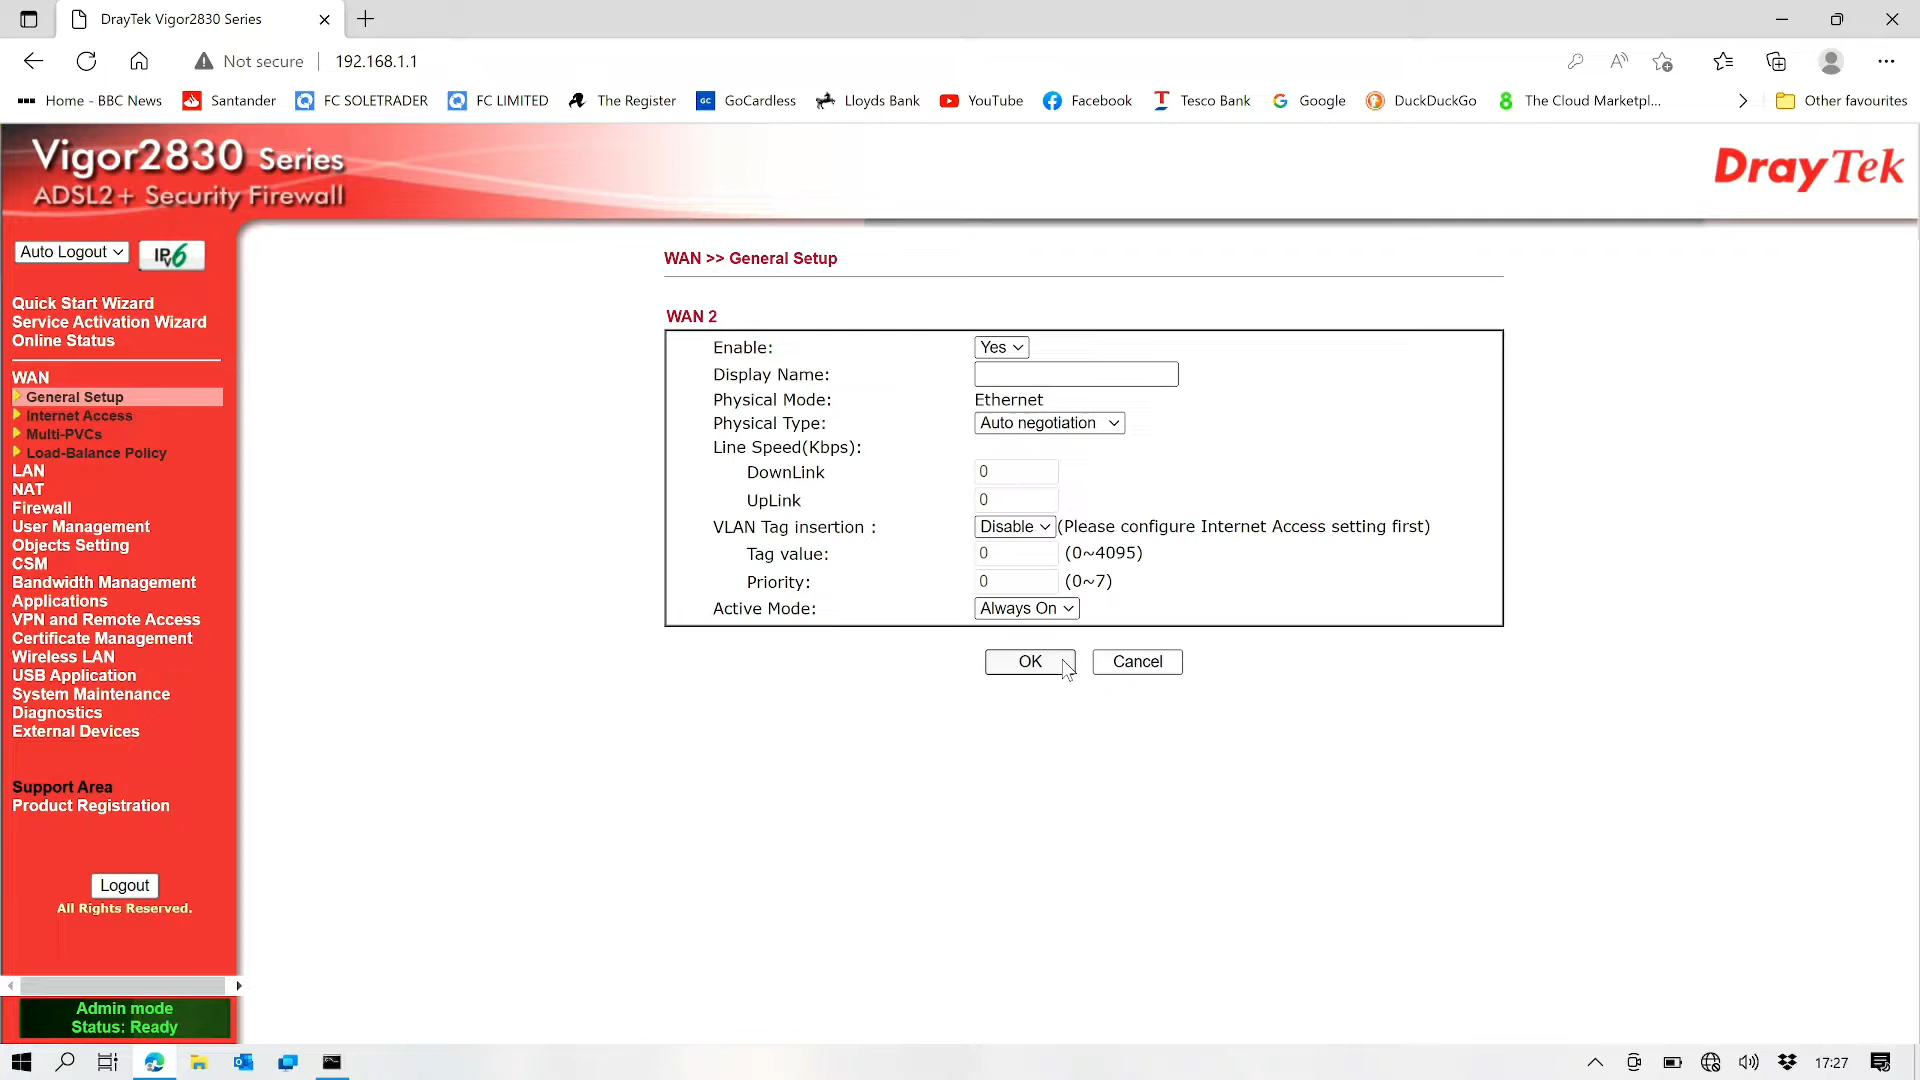 DrayTek Vigor2830 Series
Not secure
192.168.1.1
Home - BBC News
Santander
FC SOLETRADER
FC LIMITED
The Register
GC
GoCardless
Lloyds Bank
YouTube
Facebook
Tesco Bank
Google
DuckDuckGo
The Cloud Marketpl...
Other favourites
Vigor2830 Series
ADSL2+ Security Firewall
DrayTek
Auto Logout
IPv6
Quick Start Wizard
Service Activation Wizard
Online Status
WAN
General Setup
Internet Access
Multi-PVCs
Load-Balance Policy
LAN
NAT
Firewall
User Management
Objects Setting
CSM
Bandwidth Management
Applications
VPN and Remote Access
Certificate Management
Wireless LAN
USB Application
System Maintenance
Diagnostics
External Devices
Support Area
Product Registration
Logout
All Rights Reserved.
Admin mode
Status: Ready
WAN >> General Setup
WAN 2
Enable: Yes
Display Name:
Physical Mode: Ethernet
Physical Type: Auto negotiation
Line Speed(Kbps):
DownLink 0
UpLink 0
VLAN Tag insertion : Disable (Please configure Internet Access setting first)
Tag value: 0 (0~4095)
Priority: 0 (0~7)
Active Mode: Always On
OK Cancel
17:27